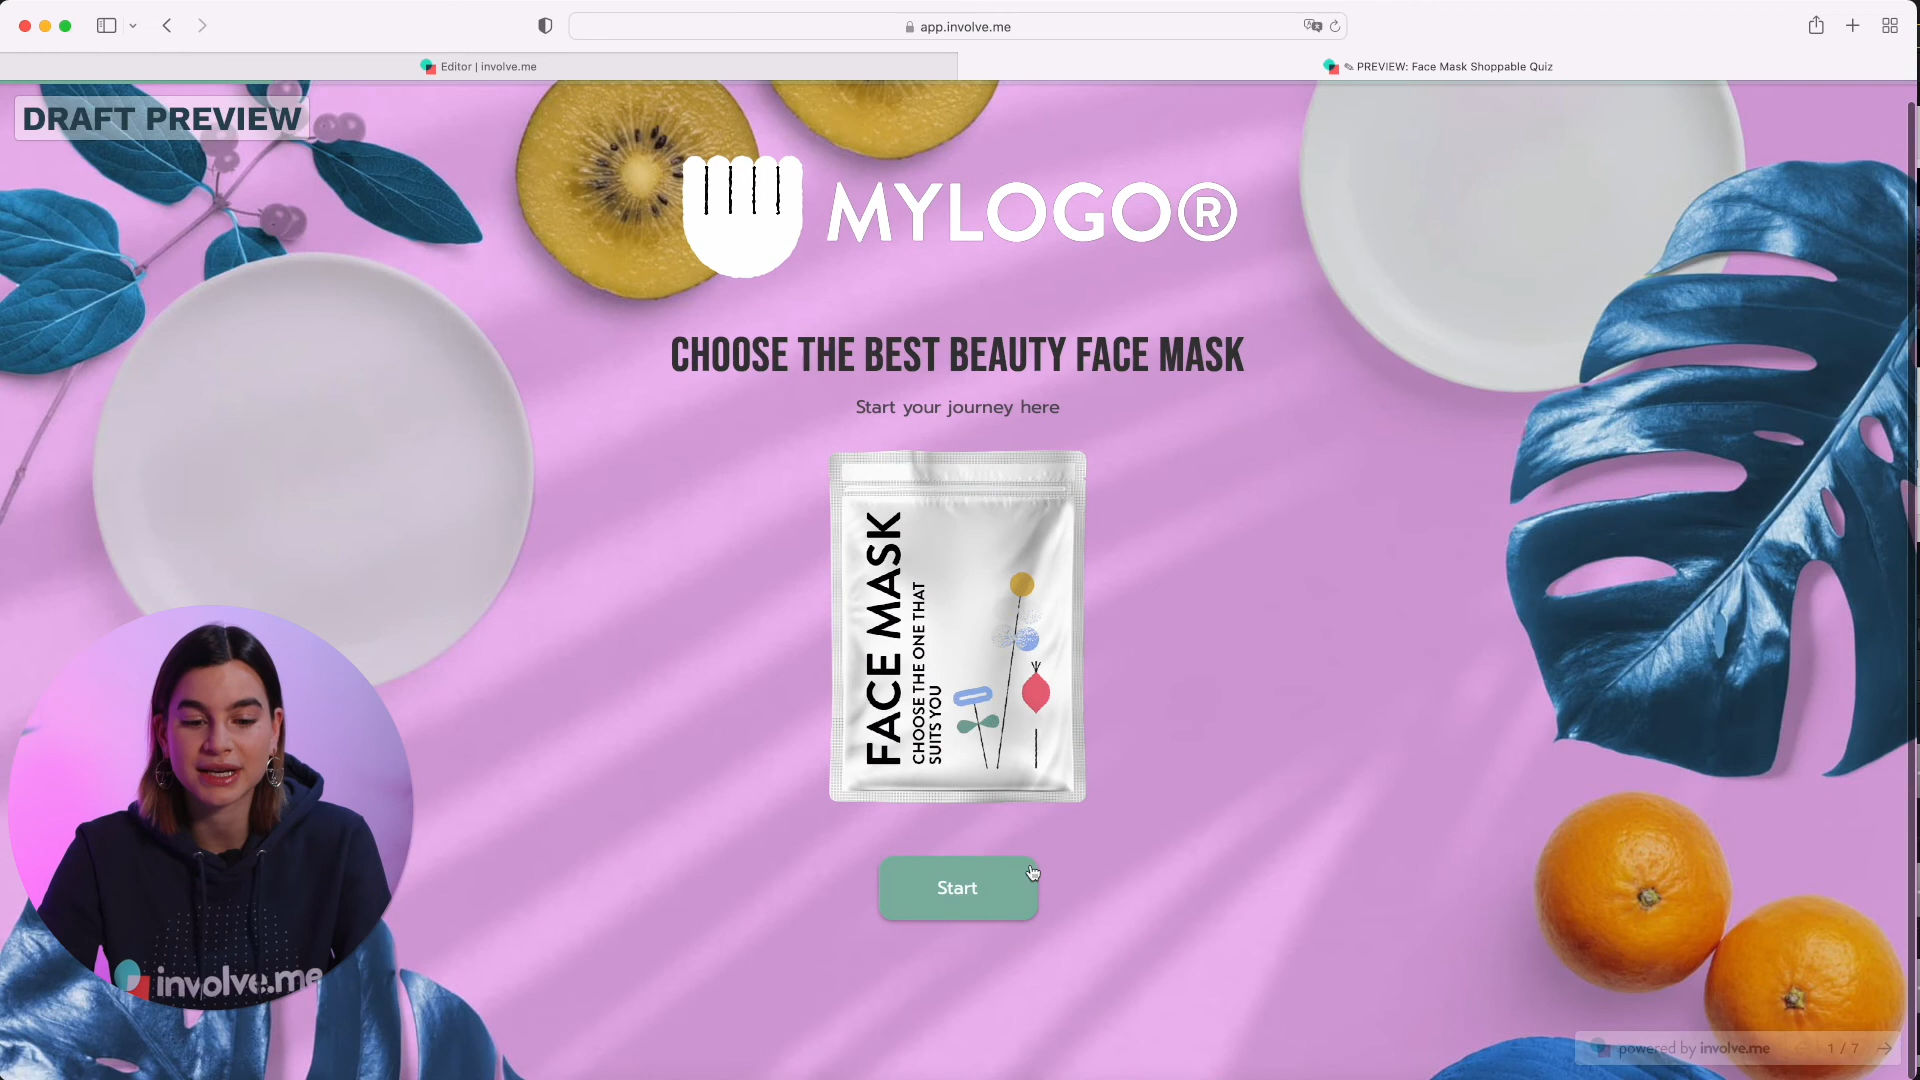 app.involve.me
Editor | involve.me
✎ PREVIEW: Face Mask Shoppable Quiz
DRAFT PREVIEW
MYLOGO®
CHOOSE THE BEST BEAUTY FACE MASK
Start your journey here
FACE MASK
CHOOSE THE ONE THAT
SUITS YOU
Start
involve.me
powered by involve.me
1 / 7